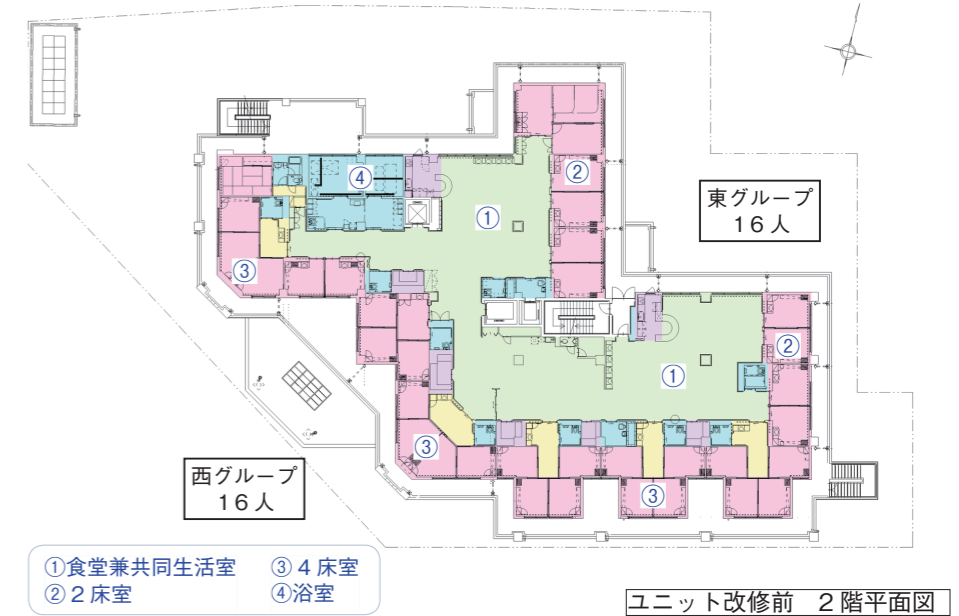 ④
②
①
東グループ
16人
③
②
①
③
西グループ
16人
③
①食堂兼共同生活室 ③4床室
②2床室 ④浴室
ユニット改修前 2階平面図